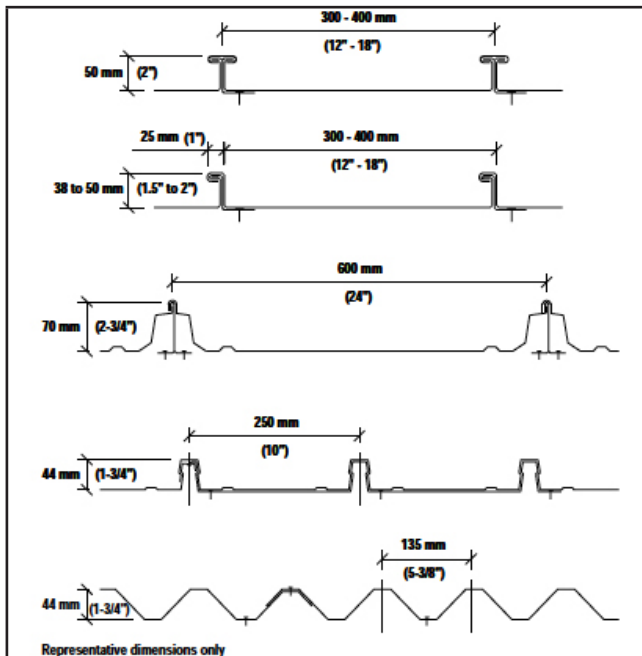 300 - 400 mm
(12" - 18")
50 mm (2")
25 mm (1") 300 - 400 mm
(12" - 18")
38 to 50 mm (1.5" to 2")
600 mm
(24")
70 mm (2-3/4")
250 mm
(10")
44 mm (1-3/4")
135 mm
(5-3/8")
44 mm (1-3/4")
Representative dimensions only